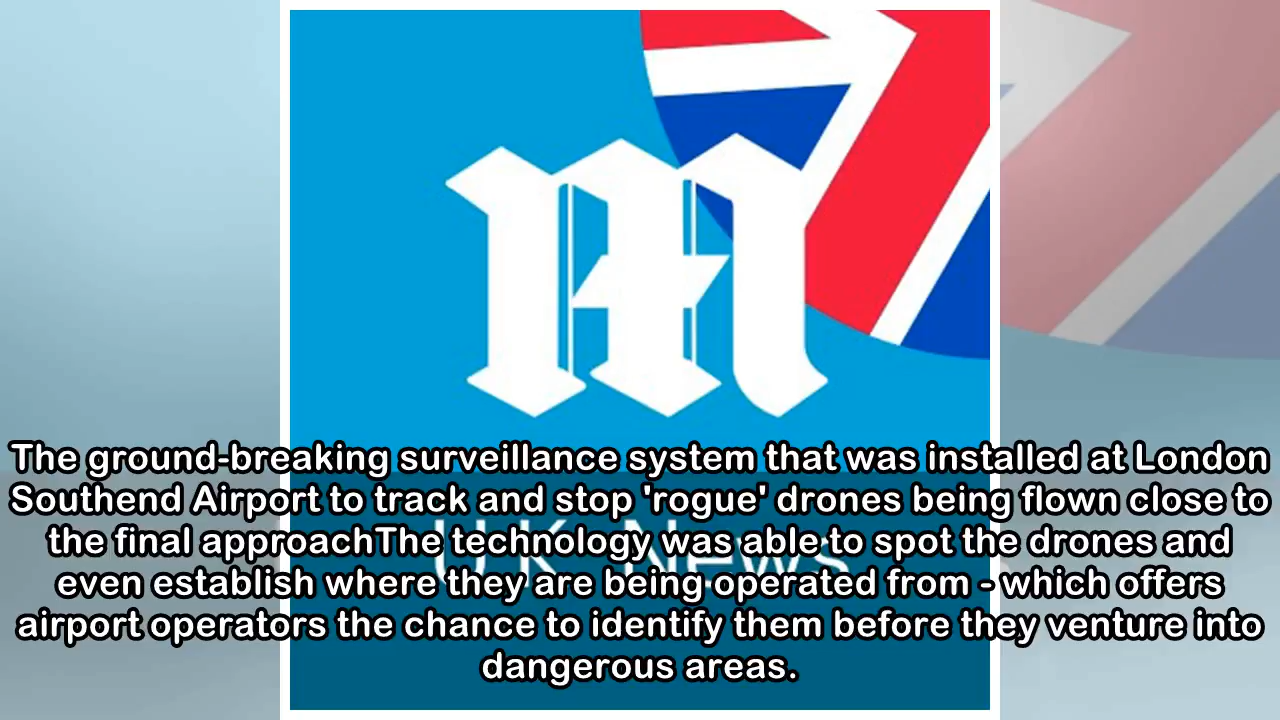 m
The ground-breaking surveillance system that was installed at London
Southend Airport to track and stop 'rogue' drones being flown close to
the final approachThe technology was able to spot the drones and
U.K. News
even establish where they are being operated from - which offers
airport operators the chance to identify them before they venture into
dangerous areas.